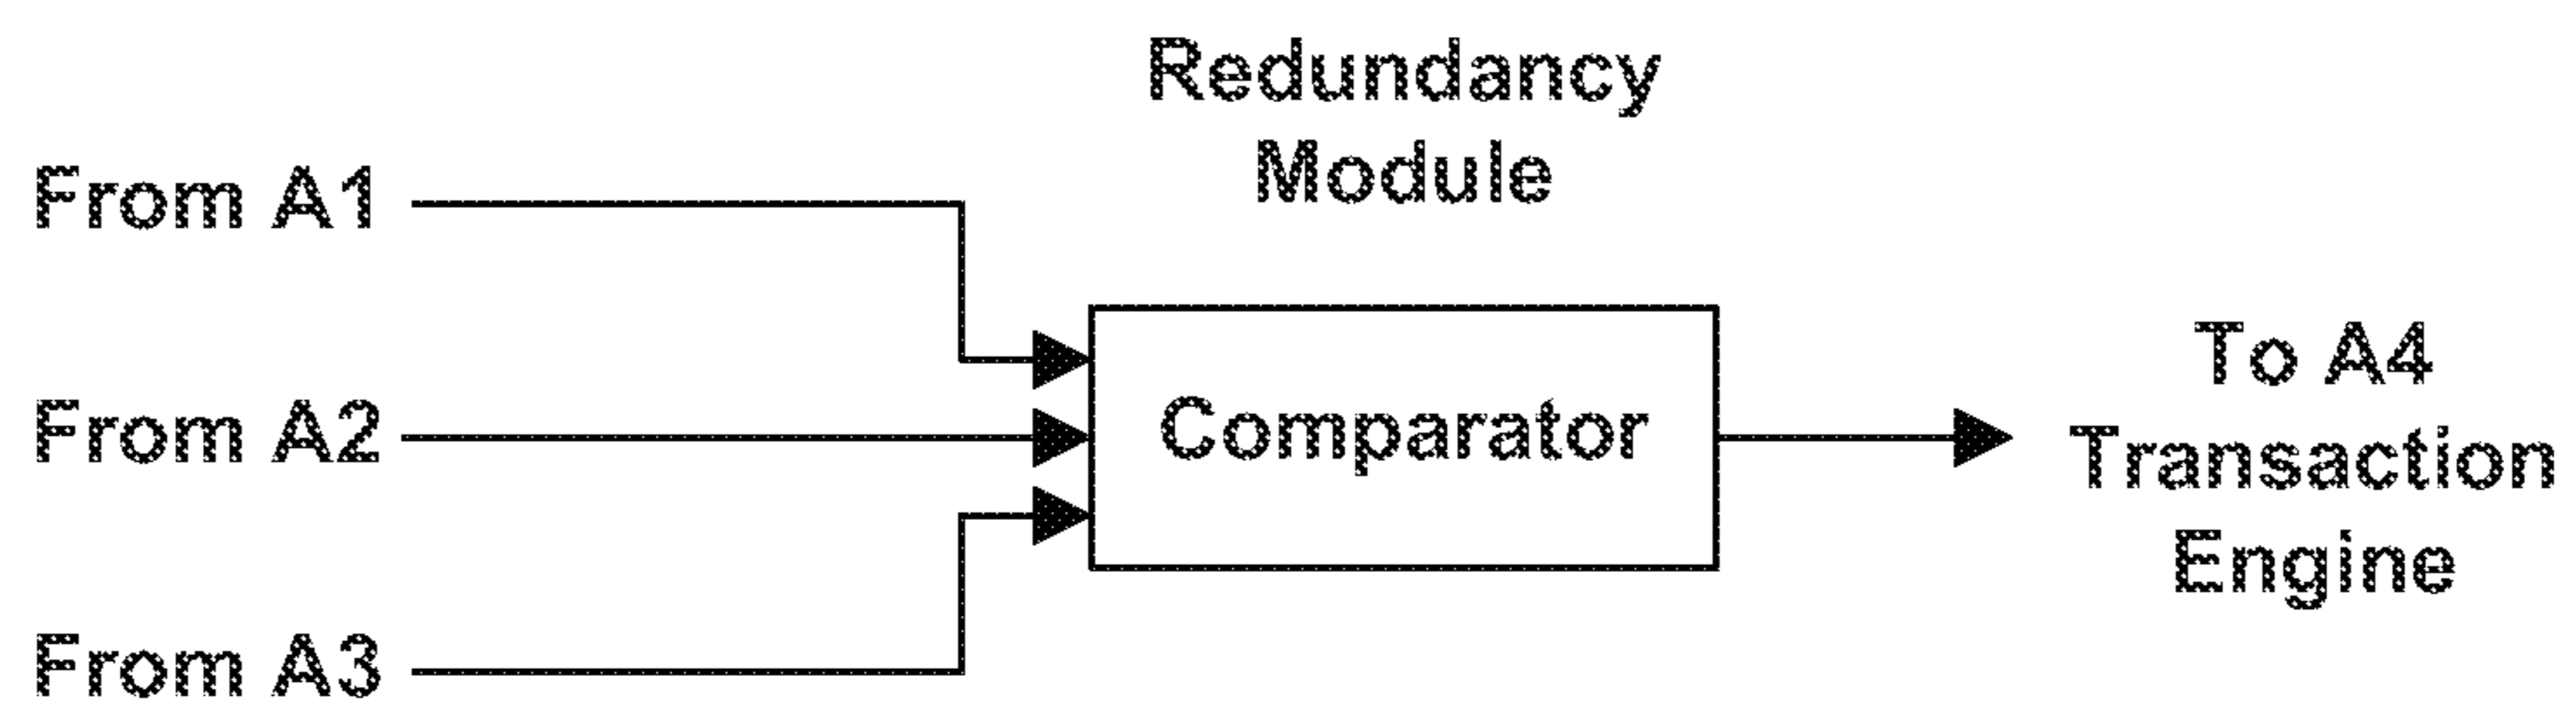 Redundancy
Module
From A1
From A2
From A3
Comparator
To A4
Transaction
Engine